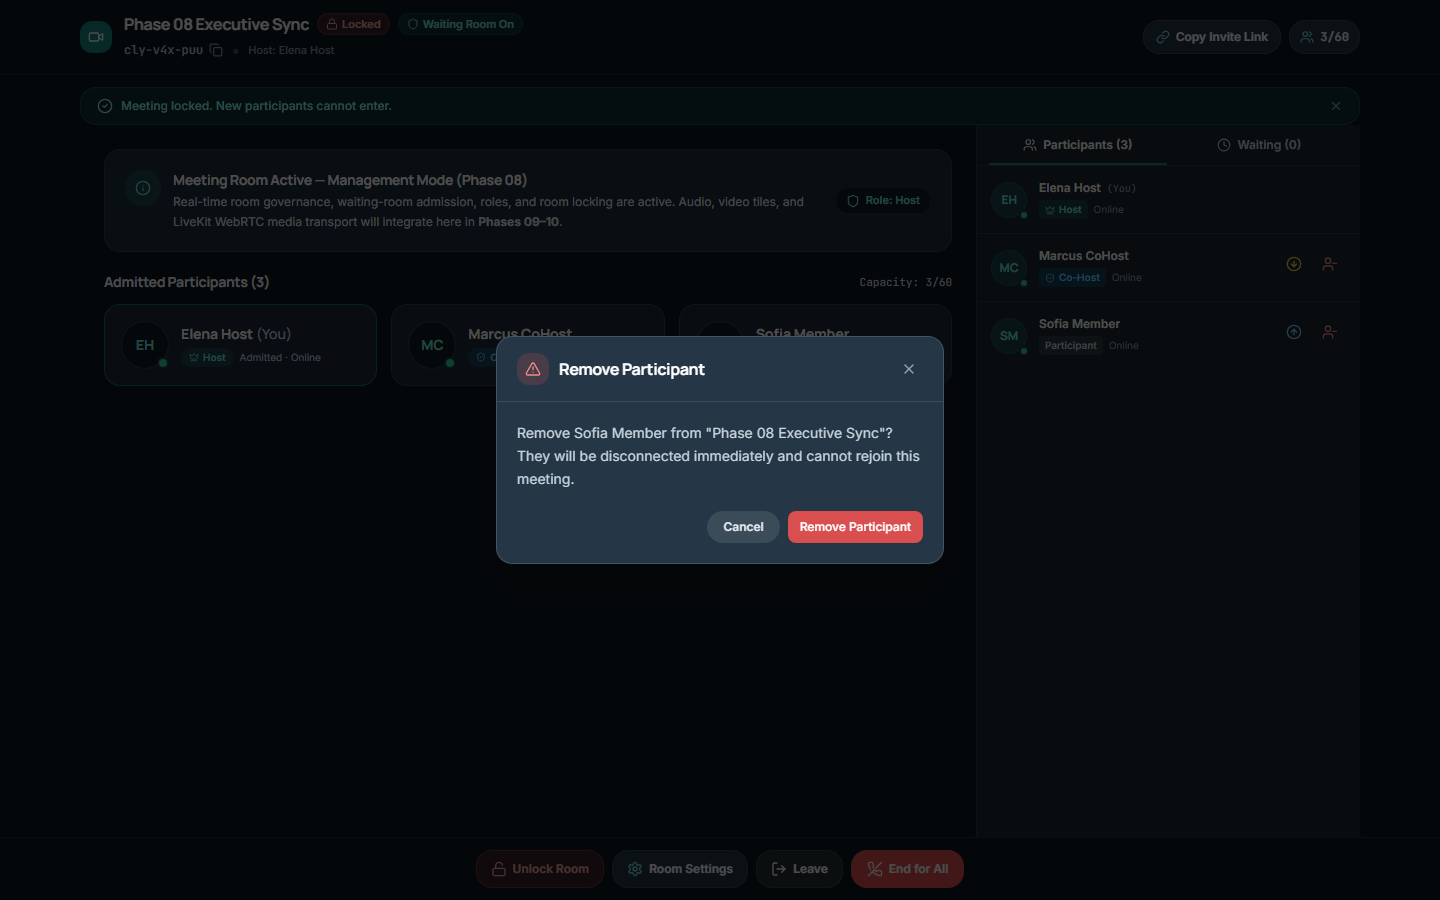 Phase 08 Executive Sync
Locked
Waiting Room On
cly-v4x-puu
Host: Elena Host
Copy Invite Link
3/60
Meeting locked. New participants cannot enter.
Meeting Room Active — Management Mode (Phase 08)
Real-time room governance, waiting-room admission, roles, and room locking are active. Audio, video tiles, and
LiveKit WebRTC media transport will integrate here in Phases 09–10.
Role: Host
Admitted Participants (3)
Capacity: 3/60
EH
Elena Host (You)
Host
Admitted · Online
MC
Marcus CoHost
Sofia Member
Participants (3)
Waiting (0)
EH
Elena Host (You)
Host
Online
MC
Marcus CoHost
Co-Host
Online
SM
Sofia Member
Participant
Online
Remove Participant
Remove Sofia Member from "Phase 08 Executive Sync"?
They will be disconnected immediately and cannot rejoin this
meeting.
Cancel
Remove Participant
Unlock Room
Room Settings
Leave
End for All